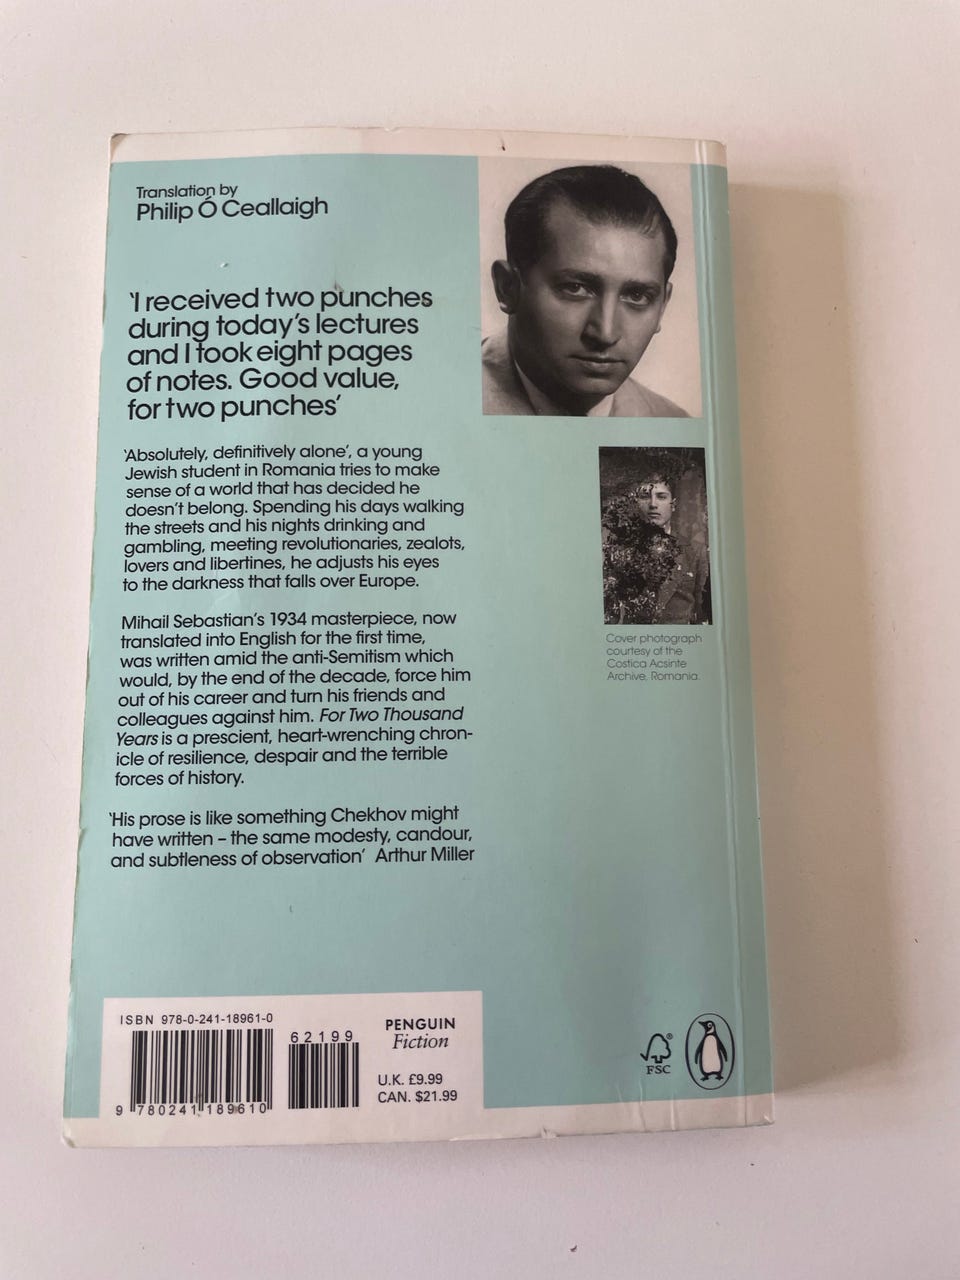 Translation by
Philip Ó Ceallaigh
'I received two punches
during today's lectures
and I took eight pages
of notes. Good value,
for two punches'
'Absolutely, definitively alone', a young
Jewish student in Romania tries to make
sense of a world that has decided he
doesn't belong. Spending his days walking
the streets and his nights drinking and
gambling, meeting revolutionaries, zealots,
lovers and libertines, he adjusts his eyes
to the darkness that falls over Europe.
Mihail Sebastian's 1934 masterpiece, now
translated into English for the first time,
was written amid the anti-Semitism which
would, by the end of the decade, force him
out of his career and turn his friends and
colleagues against him. For Two Thousand
Years is a prescient, heart-wrenching chron-
icle of resilience, despair and the terrible
forces of history.
'His prose is like something Chekhov might
have written – the same modesty, candour,
and subtleness of observation' Arthur Miller
Cover photograph
courtesy of the
Costica Acsinte
Archive, Romania.
ISBN 978-0-241-18961-0
62199
9 780241 189610
PENGUIN
Fiction
U.K. £9.99
CAN. $21.99
®
FSC